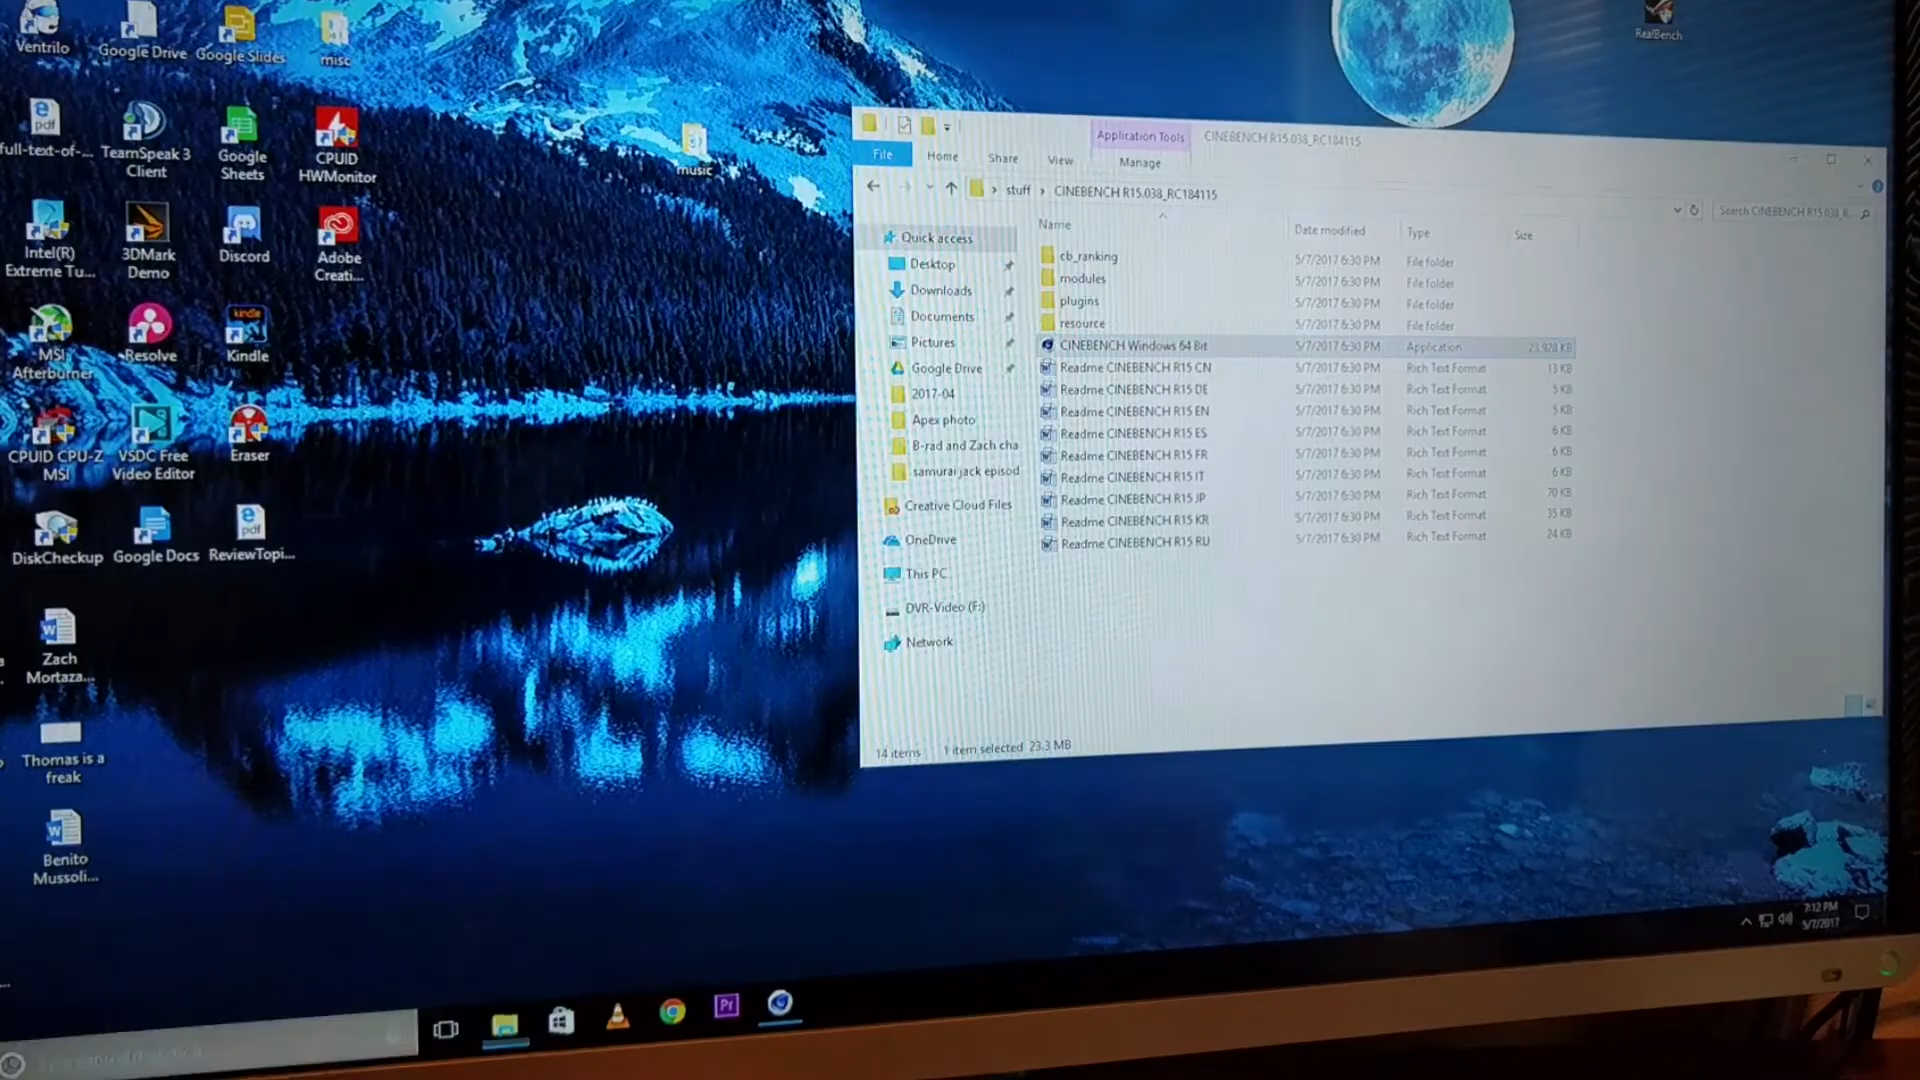 Ventrilo
Google Drive
Google Slides
misc
RealBench
full-text-of-...
TeamSpeak 3
Client
Google
Sheets
CPUID
HWMonitor
music
Intel(R)
Extreme Tu...
3DMark
Demo
Discord
Adobe
Creati...
MSI
Afterburner
Resolve
Kindle
CPUID CPU-Z
MSI
VSDC Free
Video Editor
Eraser
DiskCheckup
Google Docs
ReviewTopi...
Zach
Mortaza...
Thomas is a
freak
Benito
Mussoli...
Application Tools
CINEBENCH R15.038_RC184115
File
Home
Share
View
Manage
stuff > CINEBENCH R15.038_RC184115
Search CINEBENCH R15.038_R...
Name Date modified Type Size
Quick access
Desktop
Downloads
Documents
Pictures
Google Drive
2017-04
Apex photo
B-rad and Zach cha
samurai jack episod
Creative Cloud Files
OneDrive
This PC
DVR-Video (F:)
Network
cb_ranking 5/7/2017 6:30 PM File folder
modules 5/7/2017 6:30 PM File folder
plugins 5/7/2017 6:30 PM File folder
resource 5/7/2017 6:30 PM File folder
CINEBENCH Windows 64 Bit 5/7/2017 6:30 PM Application 23,928 KB
Readme CINEBENCH R15 CN 5/7/2017 6:30 PM Rich Text Format 13 KB
Readme CINEBENCH R15 DE 5/7/2017 6:30 PM Rich Text Format 5 KB
Readme CINEBENCH R15 EN 5/7/2017 6:30 PM Rich Text Format 5 KB
Readme CINEBENCH R15 ES 5/7/2017 6:30 PM Rich Text Format 6 KB
Readme CINEBENCH R15 FR 5/7/2017 6:30 PM Rich Text Format 6 KB
Readme CINEBENCH R15 IT 5/7/2017 6:30 PM Rich Text Format 6 KB
Readme CINEBENCH R15 JP 5/7/2017 6:30 PM Rich Text Format 70 KB
Readme CINEBENCH R15 KR 5/7/2017 6:30 PM Rich Text Format 35 KB
Readme CINEBENCH R15 RU 5/7/2017 6:30 PM Rich Text Format 24 KB
14 items 1 item selected 23.3 MB
7:12 PM
5/7/2017
Pr